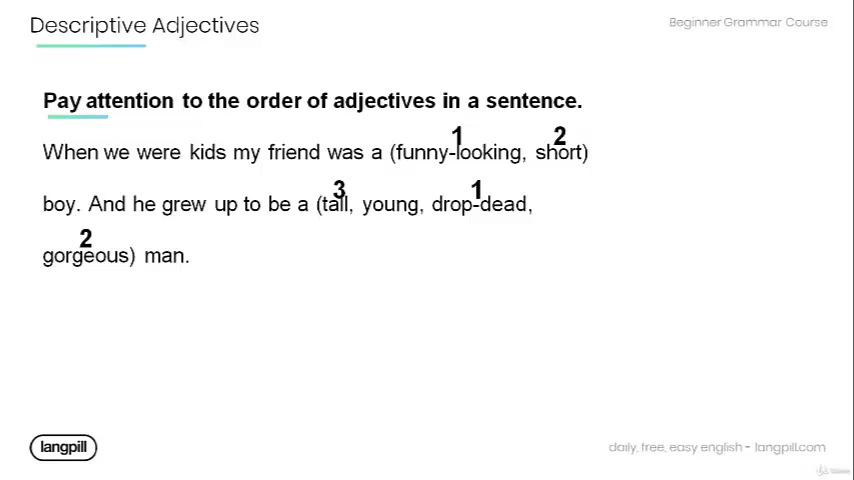 Descriptive Adjectives
Beginner Grammar Course
Pay attention to the order of adjectives in a sentence.
1 2
When we were kids my friend was a (funny-looking, short)
3 1
boy. And he grew up to be a (tall, young, drop-dead,
2
gorgeous) man.
langpill
daily, free, easy english - langpill.com